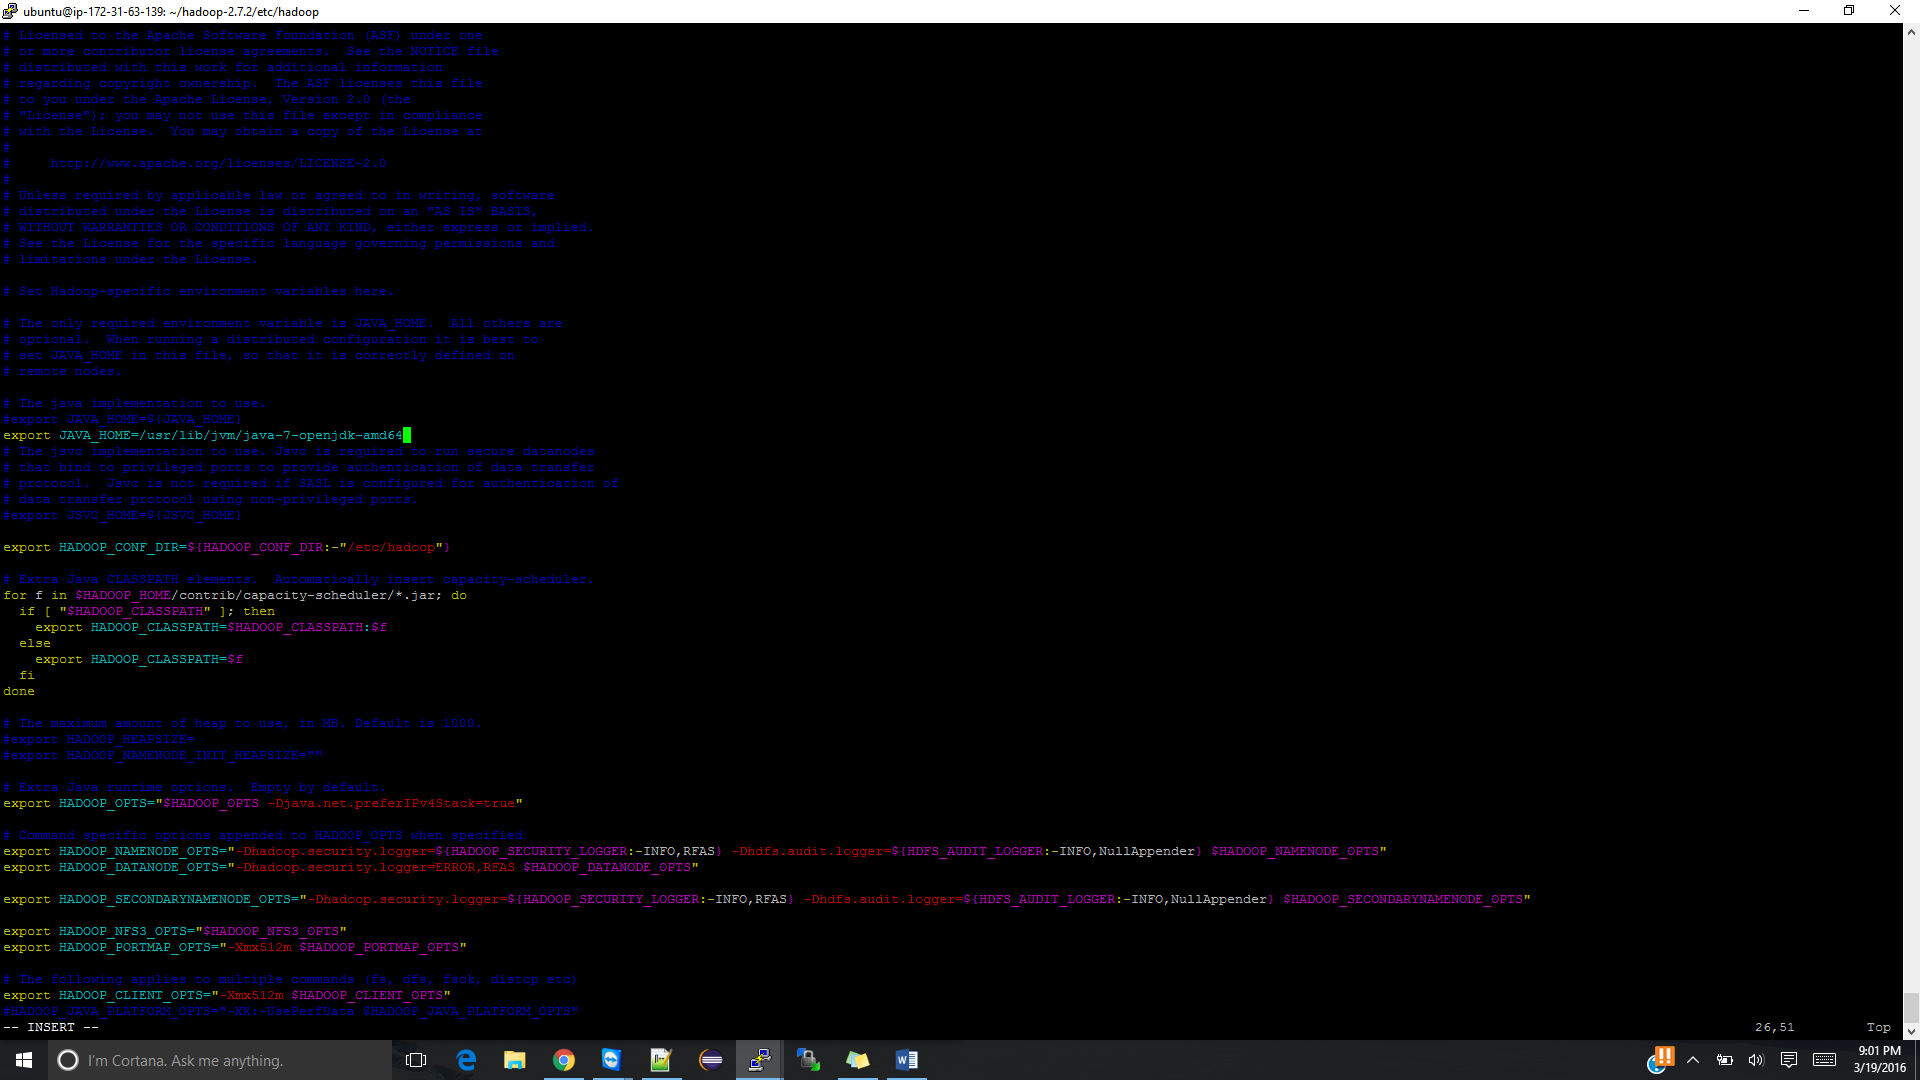 ubuntu@ip-172-31-63-139: ~/hadoop-2.7.2/etc/hadoop
# Licensed to the Apache Software Foundation (ASF) under one
# or more contributor license agreements.  See the NOTICE file
# distributed with this work for additional information
# regarding copyright ownership.  The ASF licenses this file
# to you under the Apache License, Version 2.0 (the
# "License"); you may not use this file except in compliance
# with the License.  You may obtain a copy of the License at
#
#     http://www.apache.org/licenses/LICENSE-2.0
#
# Unless required by applicable law or agreed to in writing, software
# distributed under the License is distributed on an "AS IS" BASIS,
# WITHOUT WARRANTIES OR CONDITIONS OF ANY KIND, either express or implied.
# See the License for the specific language governing permissions and
# limitations under the License.
# Set Hadoop-specific environment variables here.
# The only required environment variable is JAVA_HOME.  All others are
# optional.  When running a distributed configuration it is best to
# set JAVA_HOME in this file, so that it is correctly defined on
# remote nodes.
# The java implementation to use.
#export JAVA_HOME=${JAVA_HOME}
export JAVA_HOME=/usr/lib/jvm/java-7-openjdk-amd64
# The jsvc implementation to use. Jsvc is required to run secure datanodes
# that bind to privileged ports to provide authentication of data transfer
# protocol.  Jsvc is not required if SASL is configured for authentication of
# data transfer protocol using non-privileged ports.
#export JSVC_HOME=${JSVC_HOME}
export HADOOP_CONF_DIR=${HADOOP_CONF_DIR:-"/etc/hadoop"}
# Extra Java CLASSPATH elements.  Automatically insert capacity-scheduler.
for f in $HADOOP_HOME/contrib/capacity-scheduler/*.jar; do
  if [ "$HADOOP_CLASSPATH" ]; then
    export HADOOP_CLASSPATH=$HADOOP_CLASSPATH:$f
  else
    export HADOOP_CLASSPATH=$f
  fi
done
# The maximum amount of heap to use, in MB. Default is 1000.
#export HADOOP_HEAPSIZE=
#export HADOOP_NAMENODE_INIT_HEAPSIZE=""
# Extra Java runtime options.  Empty by default.
export HADOOP_OPTS="$HADOOP_OPTS -Djava.net.preferIPv4Stack=true"
# Command specific options appended to HADOOP_OPTS when specified
export HADOOP_NAMENODE_OPTS="-Dhadoop.security.logger=${HADOOP_SECURITY_LOGGER:-INFO,RFAS} -Dhdfs.audit.logger=${HDFS_AUDIT_LOGGER:-INFO,NullAppender} $HADOOP_NAMENODE_OPTS"
export HADOOP_DATANODE_OPTS="-Dhadoop.security.logger=ERROR,RFAS $HADOOP_DATANODE_OPTS"
export HADOOP_SECONDARYNAMENODE_OPTS="-Dhadoop.security.logger=${HADOOP_SECURITY_LOGGER:-INFO,RFAS} -Dhdfs.audit.logger=${HDFS_AUDIT_LOGGER:-INFO,NullAppender} $HADOOP_SECONDARYNAMENODE_OPTS"
export HADOOP_NFS3_OPTS="$HADOOP_NFS3_OPTS"
export HADOOP_PORTMAP_OPTS="-Xmx512m $HADOOP_PORTMAP_OPTS"
# The following applies to multiple commands (fs, dfs, fsck, distcp etc)
export HADOOP_CLIENT_OPTS="-Xmx512m $HADOOP_CLIENT_OPTS"
#HADOOP_JAVA_PLATFORM_OPTS="-XX:-UsePerfData $HADOOP_JAVA_PLATFORM_OPTS"
-- INSERT -- 26,51 Top
I'm Cortana. Ask me anything.
9:01 PM
3/19/2016